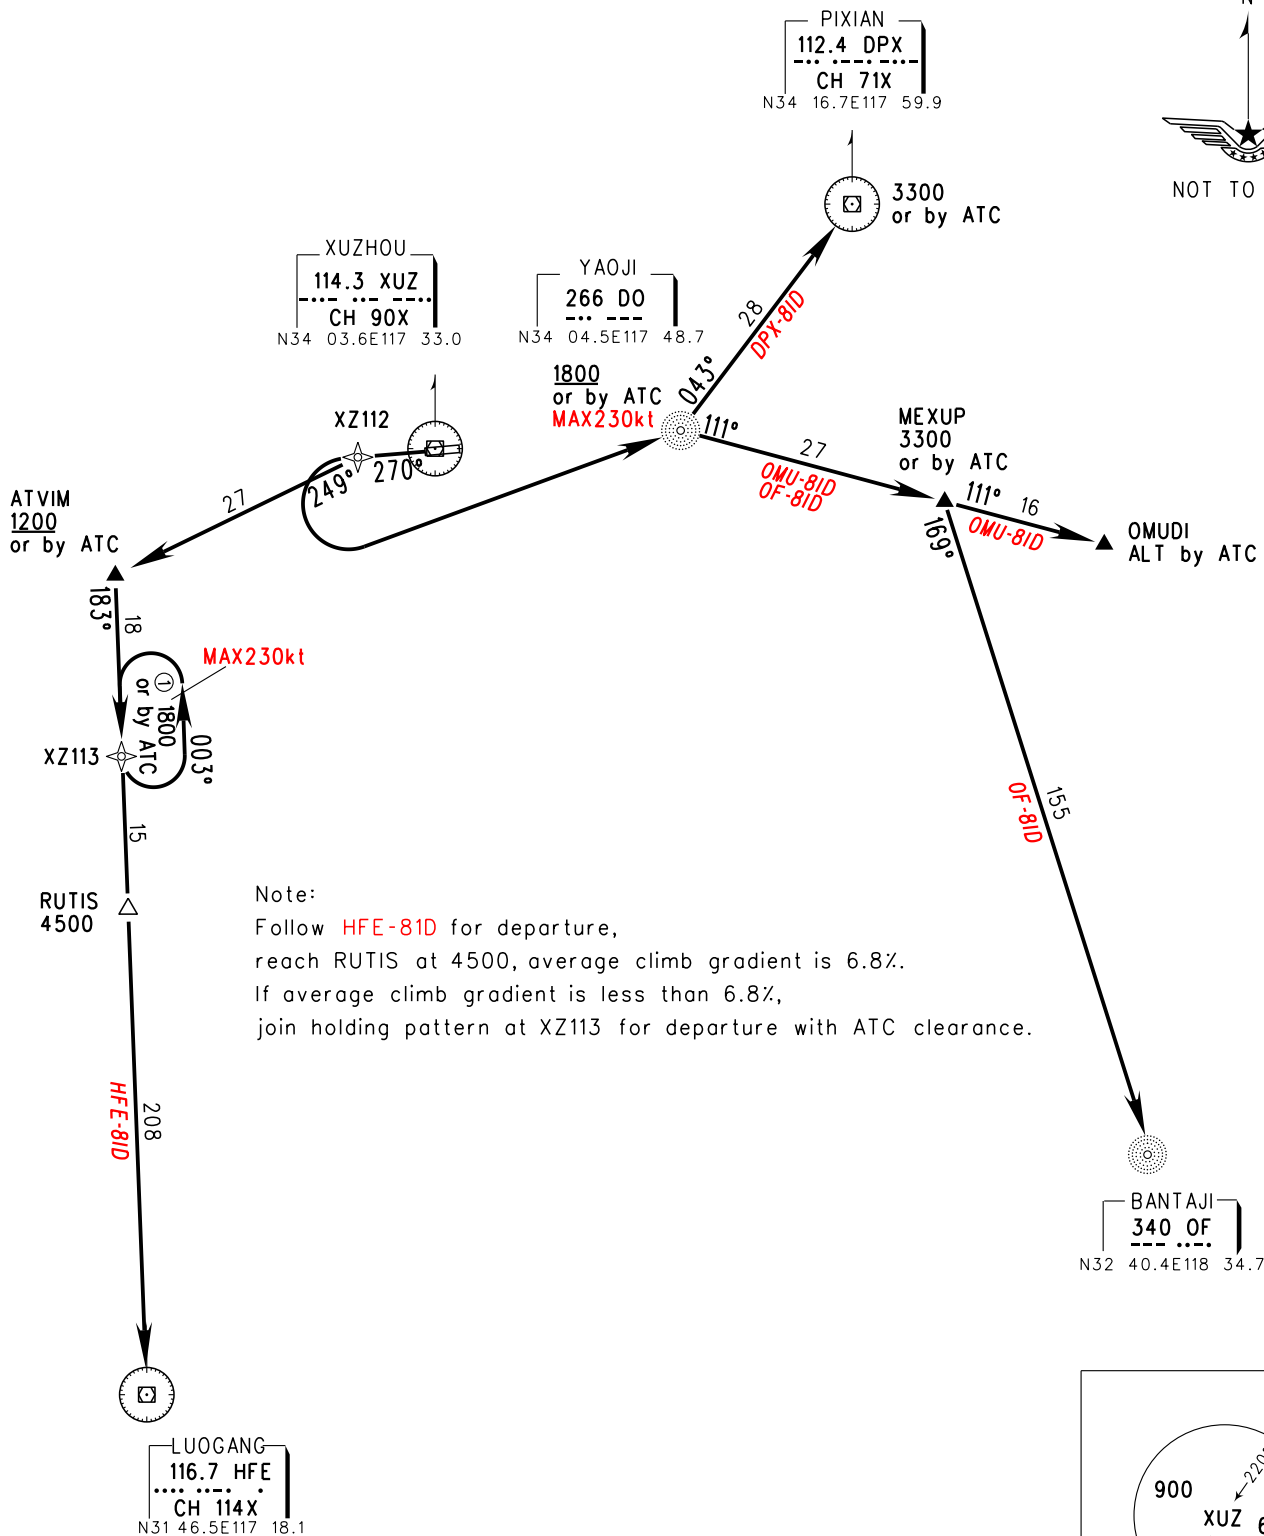 N
PIXIAN
112.4 DPX
CH 71X
N34 16.7E117 59.9
NOT TO
3300
or by ATC
XUZHOU
114.3 XUZ
CH 90X
N34 03.6E117 33.0
YAOJI
266 DO
N34 04.5E117 48.7
28
DPX-81D
043°
1800
or by ATC
MAX230kt
111°
27
OMU-81D
OF-81D
MEXUP
3300
or by ATC
111°
16
OMU-81D
OMUDI
ALT by ATC
169°
XZ112
270°
249°
27
ATVIM
1200
or by ATC
183°
18
MAX230kt
① 1800
or by ATC
003°
XZ113
15
155
OF-81D
RUTIS
4500
Note:
Follow HFE-81D for departure,
reach RUTIS at 4500, average climb gradient is 6.8%.
If average climb gradient is less than 6.8%,
join holding pattern at XZ113 for departure with ATC clearance.
208
HFE-81D
BANTAJI
340 OF
N32 40.4E118 34.7
LUOGANG
116.7 HFE
CH 114X
N31 46.5E117 18.1
900
XUZ